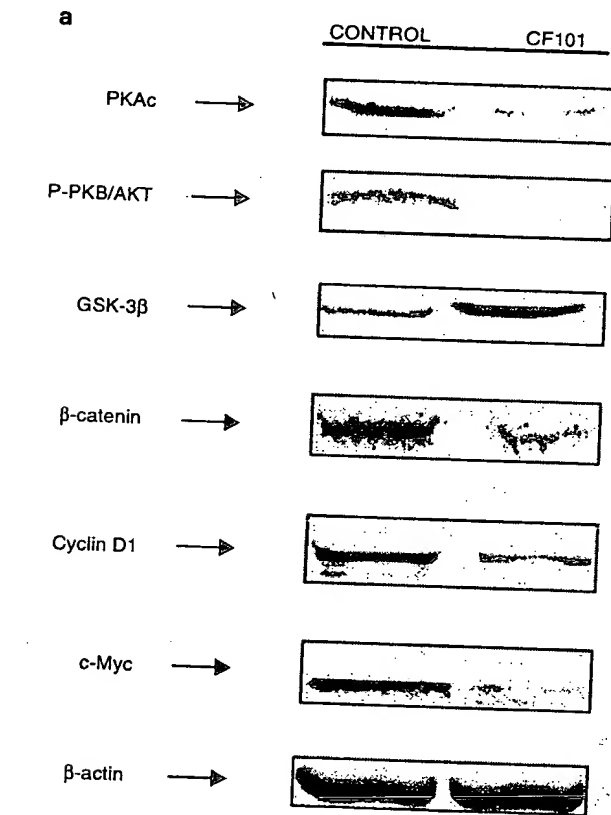 a
CONTROL CF101
PKAc
P-PKB/AKT
GSK-3β
β-catenin
Cyclin D1
c-Myc
β-actin